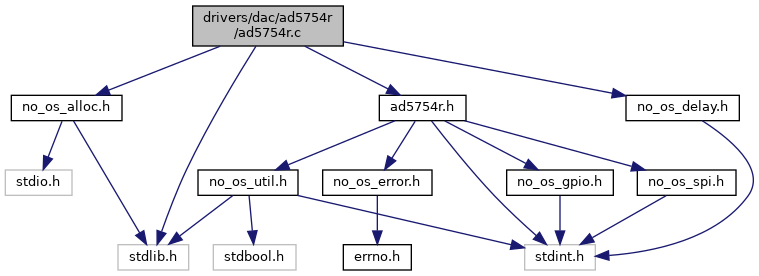 drivers/dac/ad5754r
/ad5754r.c
no_os_alloc.h
ad5754r.h
no_os_delay.h
stdio.h
no_os_util.h
no_os_error.h
no_os_gpio.h
no_os_spi.h
stdlib.h
stdbool.h
errno.h
stdint.h